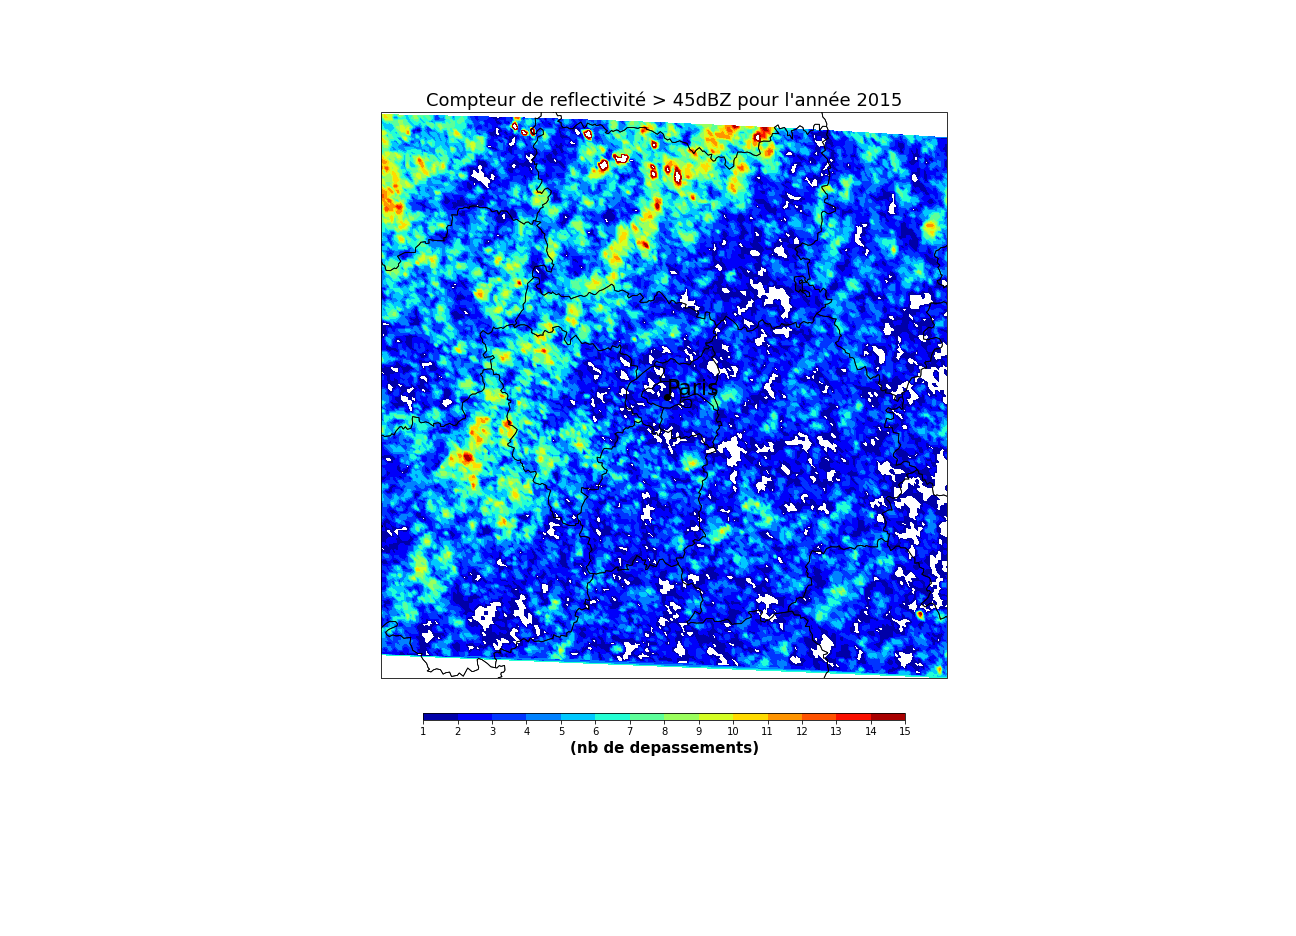 Compteur de reflectivité > 45dBZ pour l'année 2015
Paris
1 2 3 4 5 6 7 8 9 10 11 12 13 14 15
(nb de depassements)